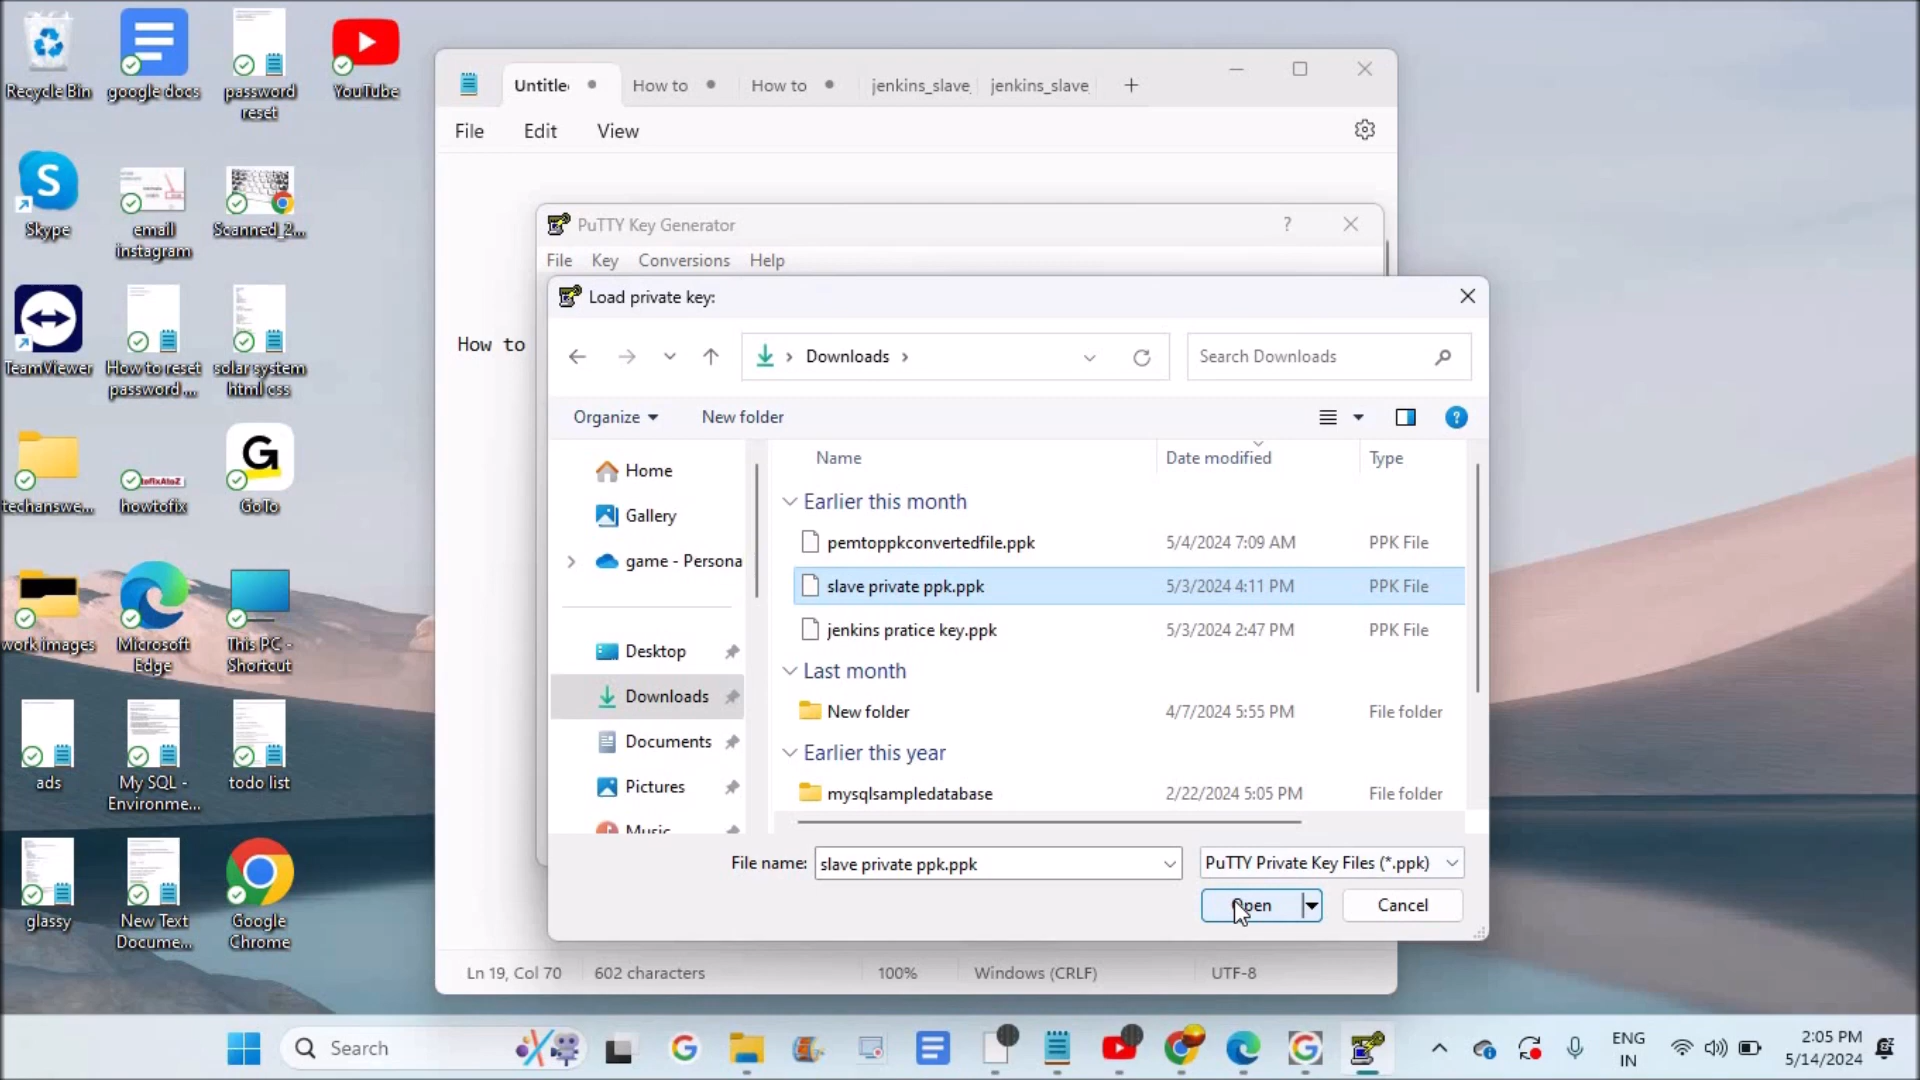 Recycle Bin
google docs
password
reset
YouTube
Skype
email
instagram
Scanned_2...
TeamViewer
How to reset
password ...
solar system
html css
techanswe...
howtofix
GoTo
work images
Microsoft
Edge
This PC -
Shortcut
ads
My SQL -
Environme...
todo list
glassy
New Text
Docume...
Google
Chrome
Untitle
How to
How to
jenkins_slave
jenkins_slave
File
Edit
View
How to
PuTTY Key Generator
?
File
Key
Conversions
Help
Load private key:
Downloads
Search Downloads
Organize
New folder
?
Home
Gallery
game - Persona
Desktop
Downloads
Documents
Pictures
Music
Name
Date modified
Type
Earlier this month
pemtoppkconvertedfile.ppk
5/4/2024 7:09 AM
PPK File
slave private ppk.ppk
5/3/2024 4:11 PM
PPK File
jenkins pratice key.ppk
5/3/2024 2:47 PM
PPK File
Last month
New folder
4/7/2024 5:55 PM
File folder
Earlier this year
mysqlsampledatabase
2/22/2024 5:05 PM
File folder
File name:
slave private ppk.ppk
PuTTY Private Key Files (*.ppk)
Open
Cancel
Ln 19, Col 70
602 characters
100%
Windows (CRLF)
UTF-8
Search
ENG
IN
2:05 PM
5/14/2024